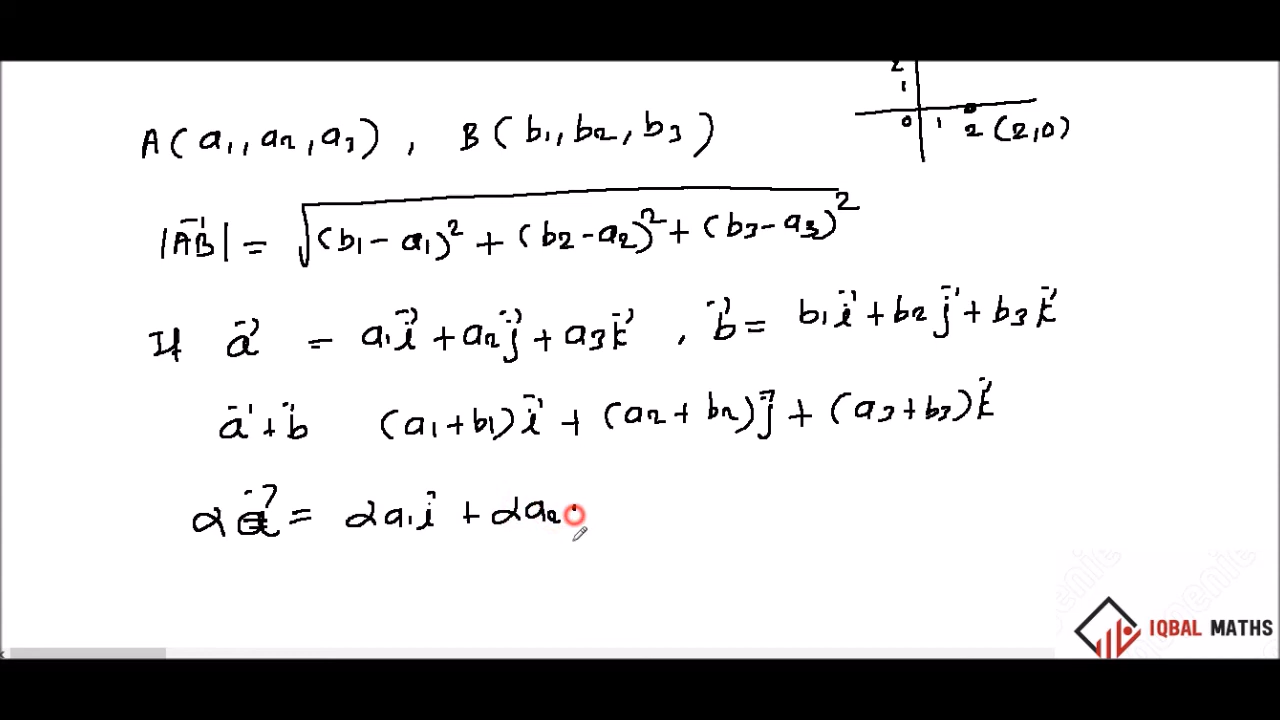 2
1
0 1 2 (2,0)
A(a₁, a₂, a₃), B(b₁, b₂, b₃)
|A⃗B⃗| = √((b₁ - a₁)² + (b₂ - a₂)² + (b₃ - a₃)²)
If a⃗ = a₁i⃗ + a₂j⃗ + a₃k⃗, b⃗ = b₁i⃗ + b₂j⃗ + b₃k⃗
a⃗ + b⃗ (a₁ + b₁)i⃗ + (a₂ + b₂)j⃗ + (a₃ + b₃)k⃗
αa⃗ = αa₁i⃗ + αa₂
IQBAL MATHS